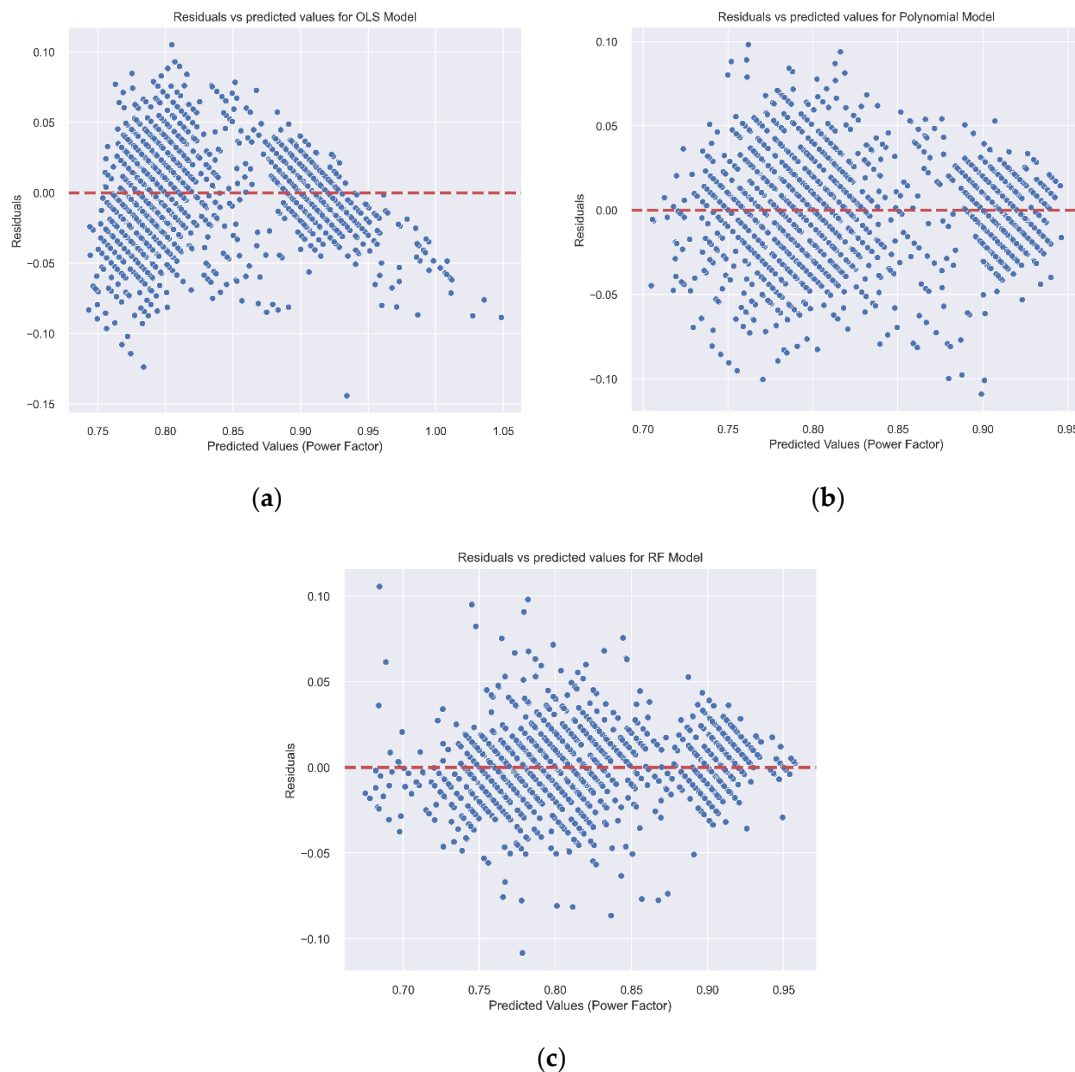 Residuals vs predicted values for OLS Model
0.10
0.05
0.00
−0.05
−0.10
−0.15
Residuals
0.75 0.80 0.85 0.90 0.95 1.00 1.05
Predicted Values (Power Factor)
(a)
Residuals vs predicted values for Polynomial Model
0.10
0.05
0.00
−0.05
−0.10
Residuals
0.70 0.75 0.80 0.85 0.90 0.95
Predicted Values (Power Factor)
(b)
Residuals vs predicted values for RF Model
0.10
0.05
0.00
−0.05
−0.10
Residuals
0.70 0.75 0.80 0.85 0.90 0.95
Predicted Values (Power Factor)
(c)